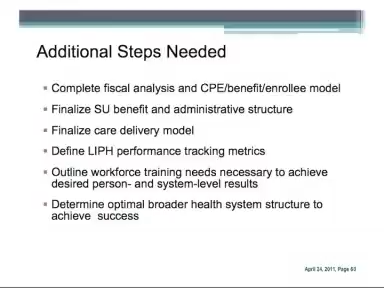 Additional Steps Needed
Complete fiscal analysis and CPE/benefit/enrollee model
Finalize SU benefit and administrative structure
Finalize care delivery model
Define LIPH performance tracking metrics
Outline workforce training needs necessary to achieve
desired person- and system-level results
Determine optimal broader health system structure to
achieve success
April 24, 2011, Page 60